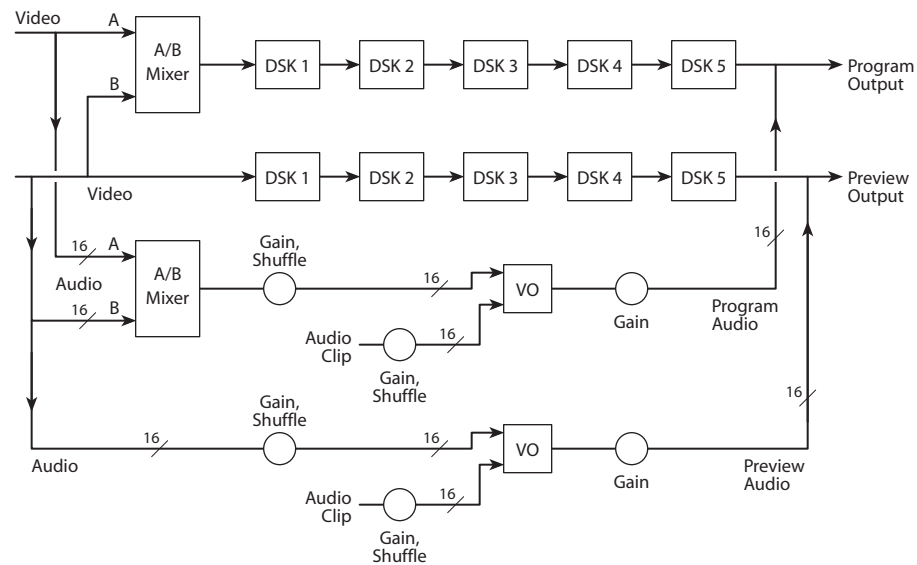 Video
A
A/B
Mixer
B
DSK 1
DSK 2
DSK 3
DSK 4
DSK 5
Program
Output
Video
DSK 1
DSK 2
DSK 3
DSK 4
DSK 5
Preview
Output
16
A
Audio
A/B
Mixer
16
B
Gain,
Shuffle
16
VO
Gain
16
Program
Audio
Audio
Clip
16
Gain,
Shuffle
Audio
16
Gain,
Shuffle
16
VO
Gain
16
Preview
Audio
Audio
Clip
16
Gain,
Shuffle